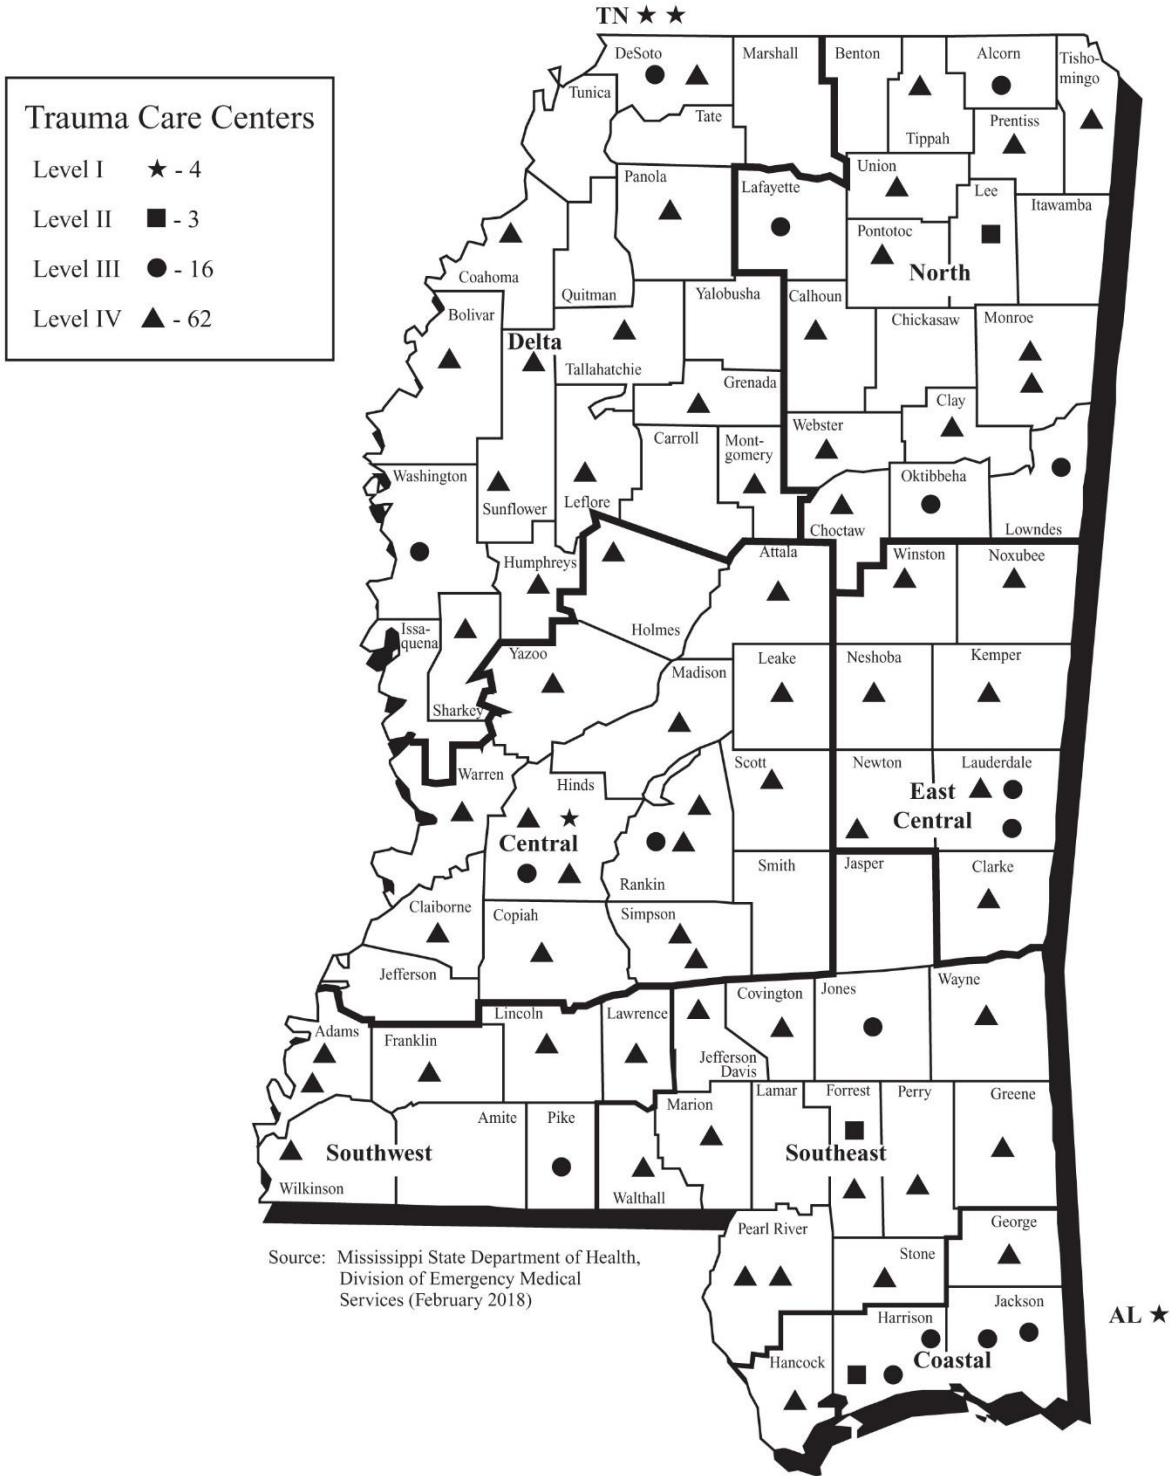 TN ★ ★
Trauma Care Centers
Level I ★ - 4
Level II ■ - 3
Level III ● - 16
Level IV ▲ - 62
DeSoto
Marshall
Benton
Alcorn
Tisho-
mingo
Tunica
Tate
Tippah
Prentiss
Panola
Lafayette
Union
Lee
Itawamba
Pontotoc
North
Coahoma
Quitman
Yalobusha
Calhoun
Chickasaw
Monroe
Bolivar
Delta
Tallahatchie
Grenada
Clay
Webster
Carroll
Mont-
gomery
Washington
Oktibbeha
Sunflower
Leflore
Choctaw
Lowndes
Attala
Winston
Noxubee
Humphreys
Holmes
Issa-
quena
Yazoo
Leake
Neshoba
Kemper
Madison
Sharkey
Warren
Hinds
Scott
Newton
Lauderdale
East
Central
Central
Rankin
Smith
Jasper
Clarke
Claiborne
Copiah
Simpson
Jefferson
Lincoln
Lawrence
Covington
Jones
Wayne
Adams
Franklin
Jefferson
Davis
Amite
Pike
Marion
Lamar
Forrest
Perry
Greene
Southwest
Southeast
Wilkinson
Walthall
Pearl River
Stone
George
Source: Mississippi State Department of Health,
Division of Emergency Medical
Services (February 2018)
Jackson
Harrison
AL ★
Hancock
Coastal